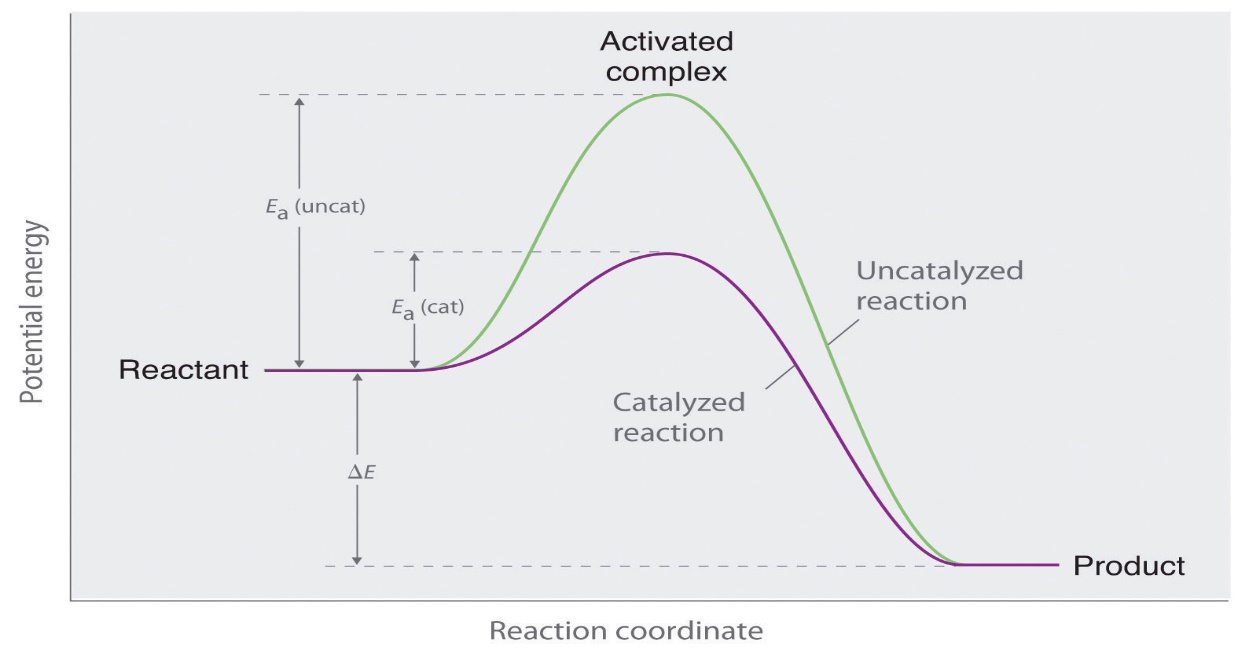 Activated
complex
Ea (uncat)
Ea (cat)
Uncatalyzed
reaction
Reactant
Catalyzed
reaction
ΔE
Product
Potential energy
Reaction coordinate